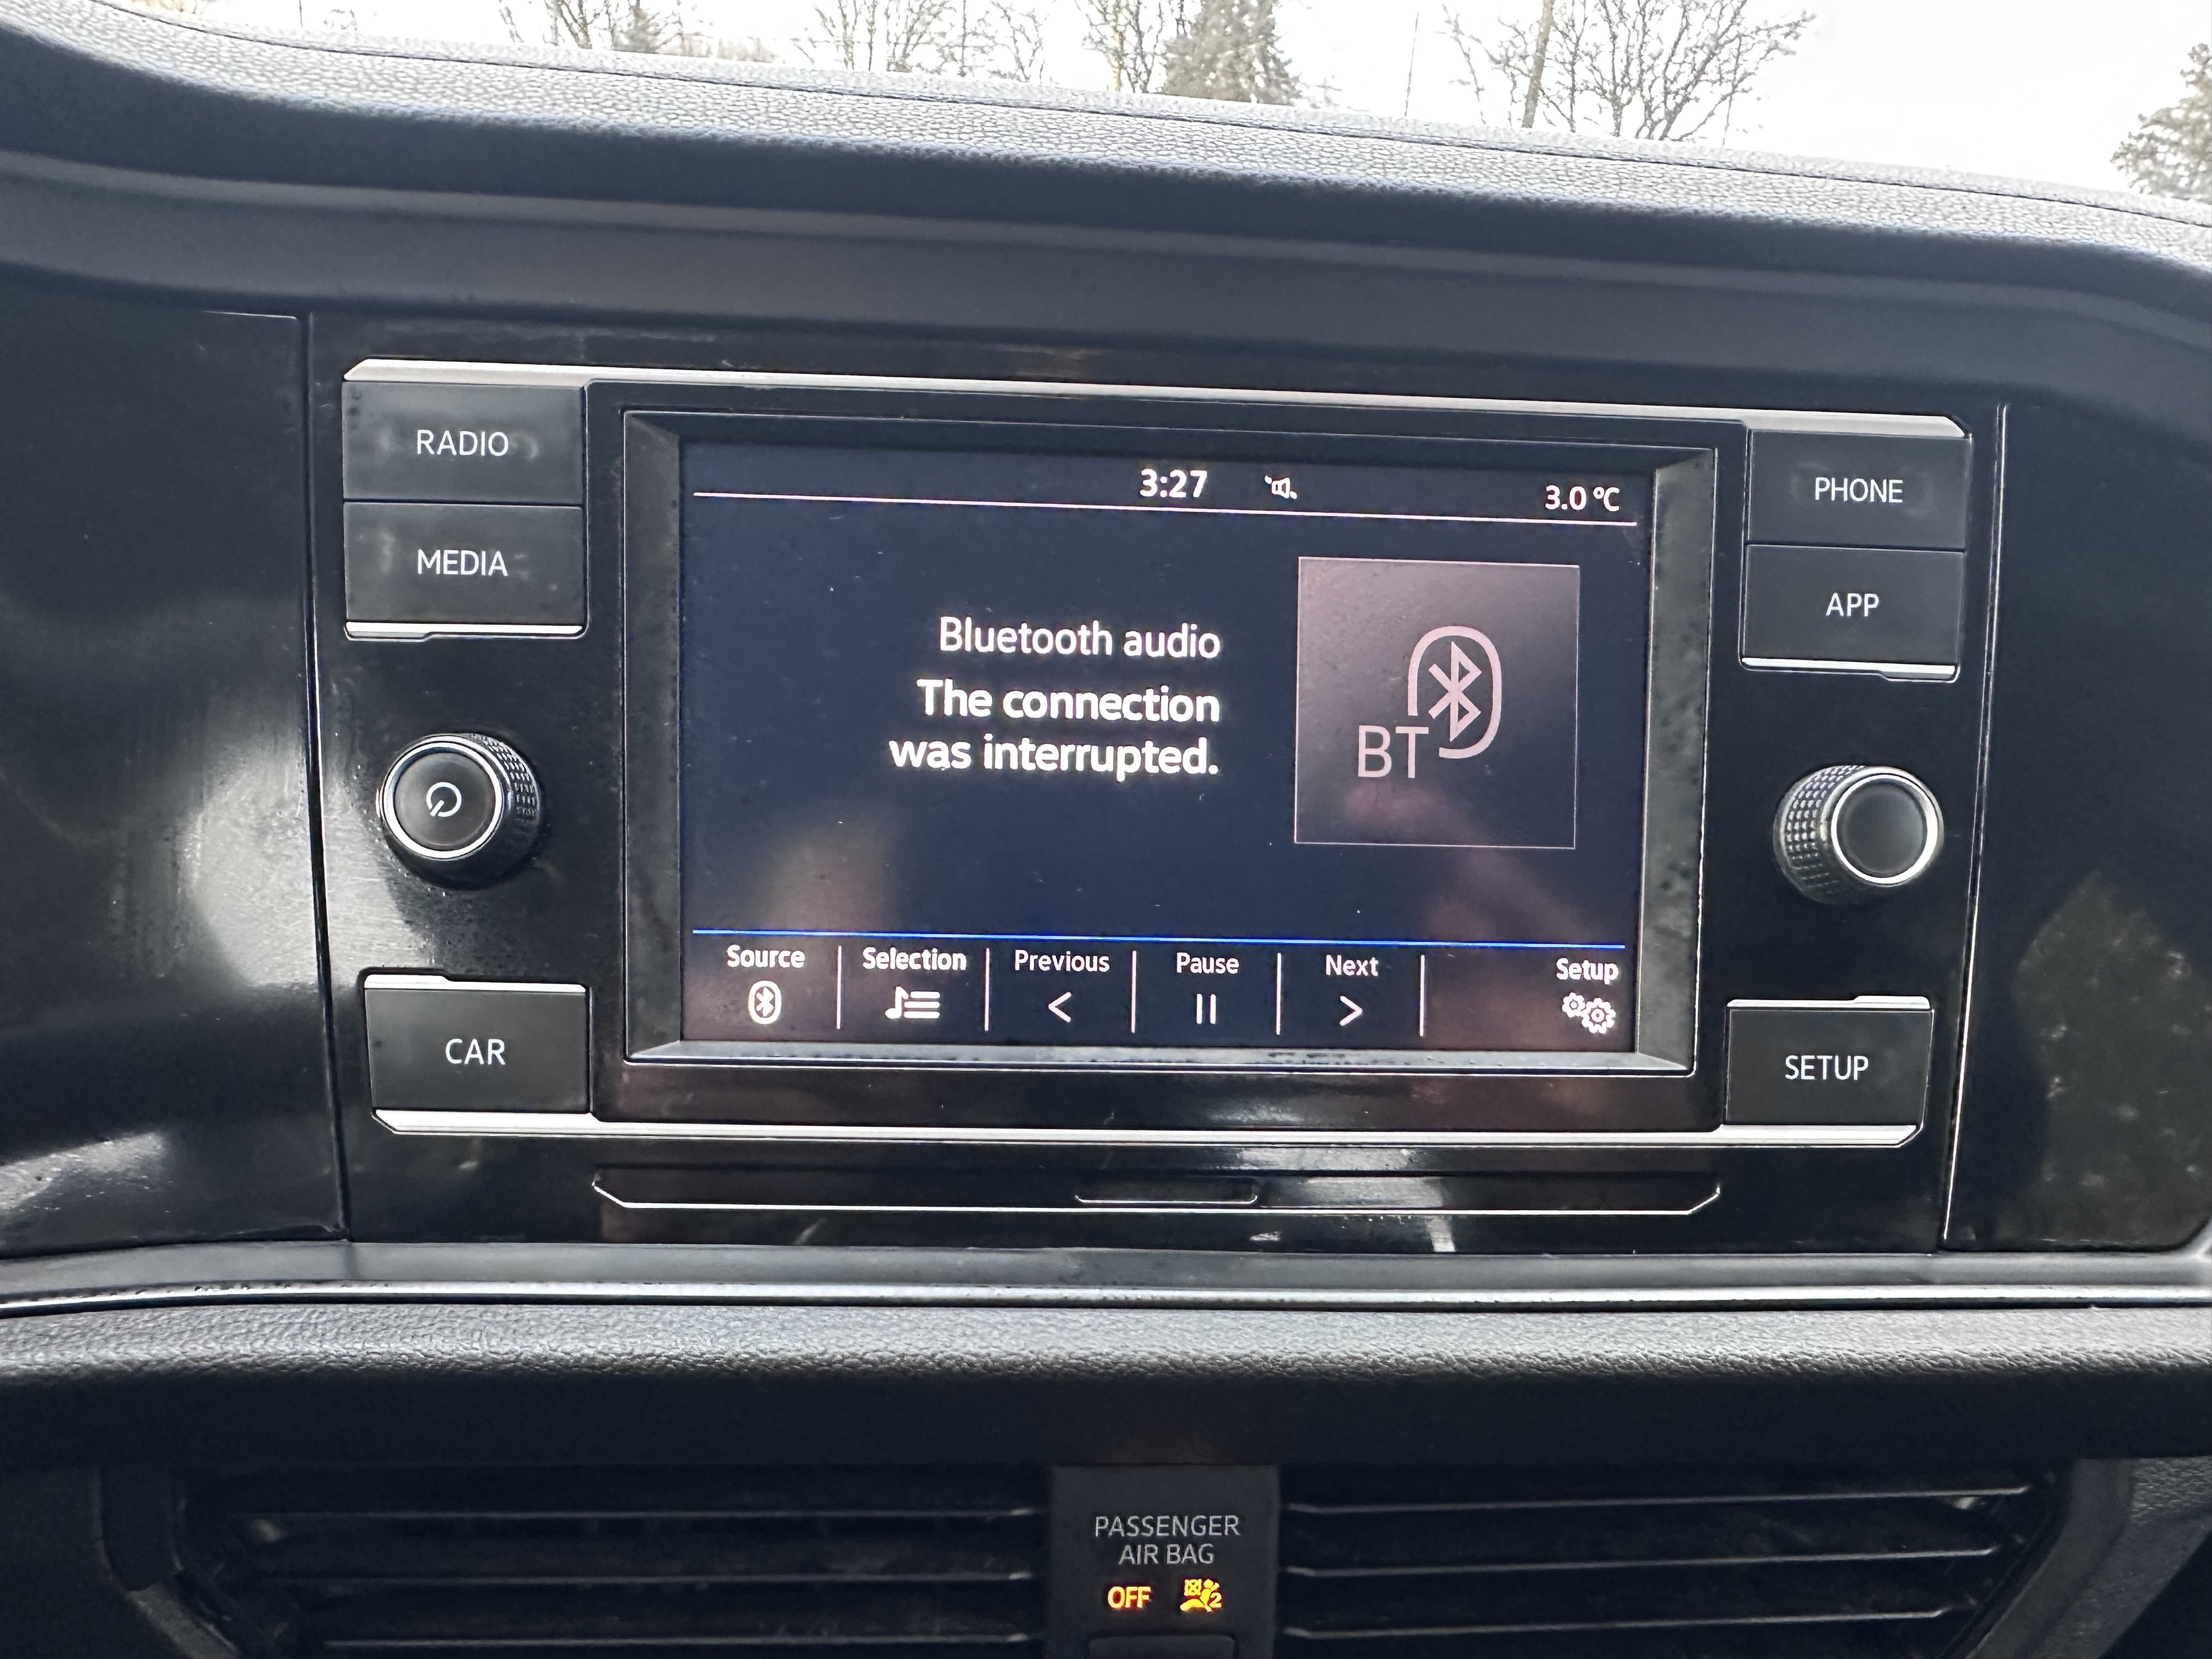 RADIO
MEDIA
CAR
3:27
3.0 °C
Bluetooth audio
The connection
was interrupted.
BT
Source
Selection
Previous
Pause
Next
Setup
PHONE
APP
SETUP
PASSENGER
AIR BAG
OFF
2